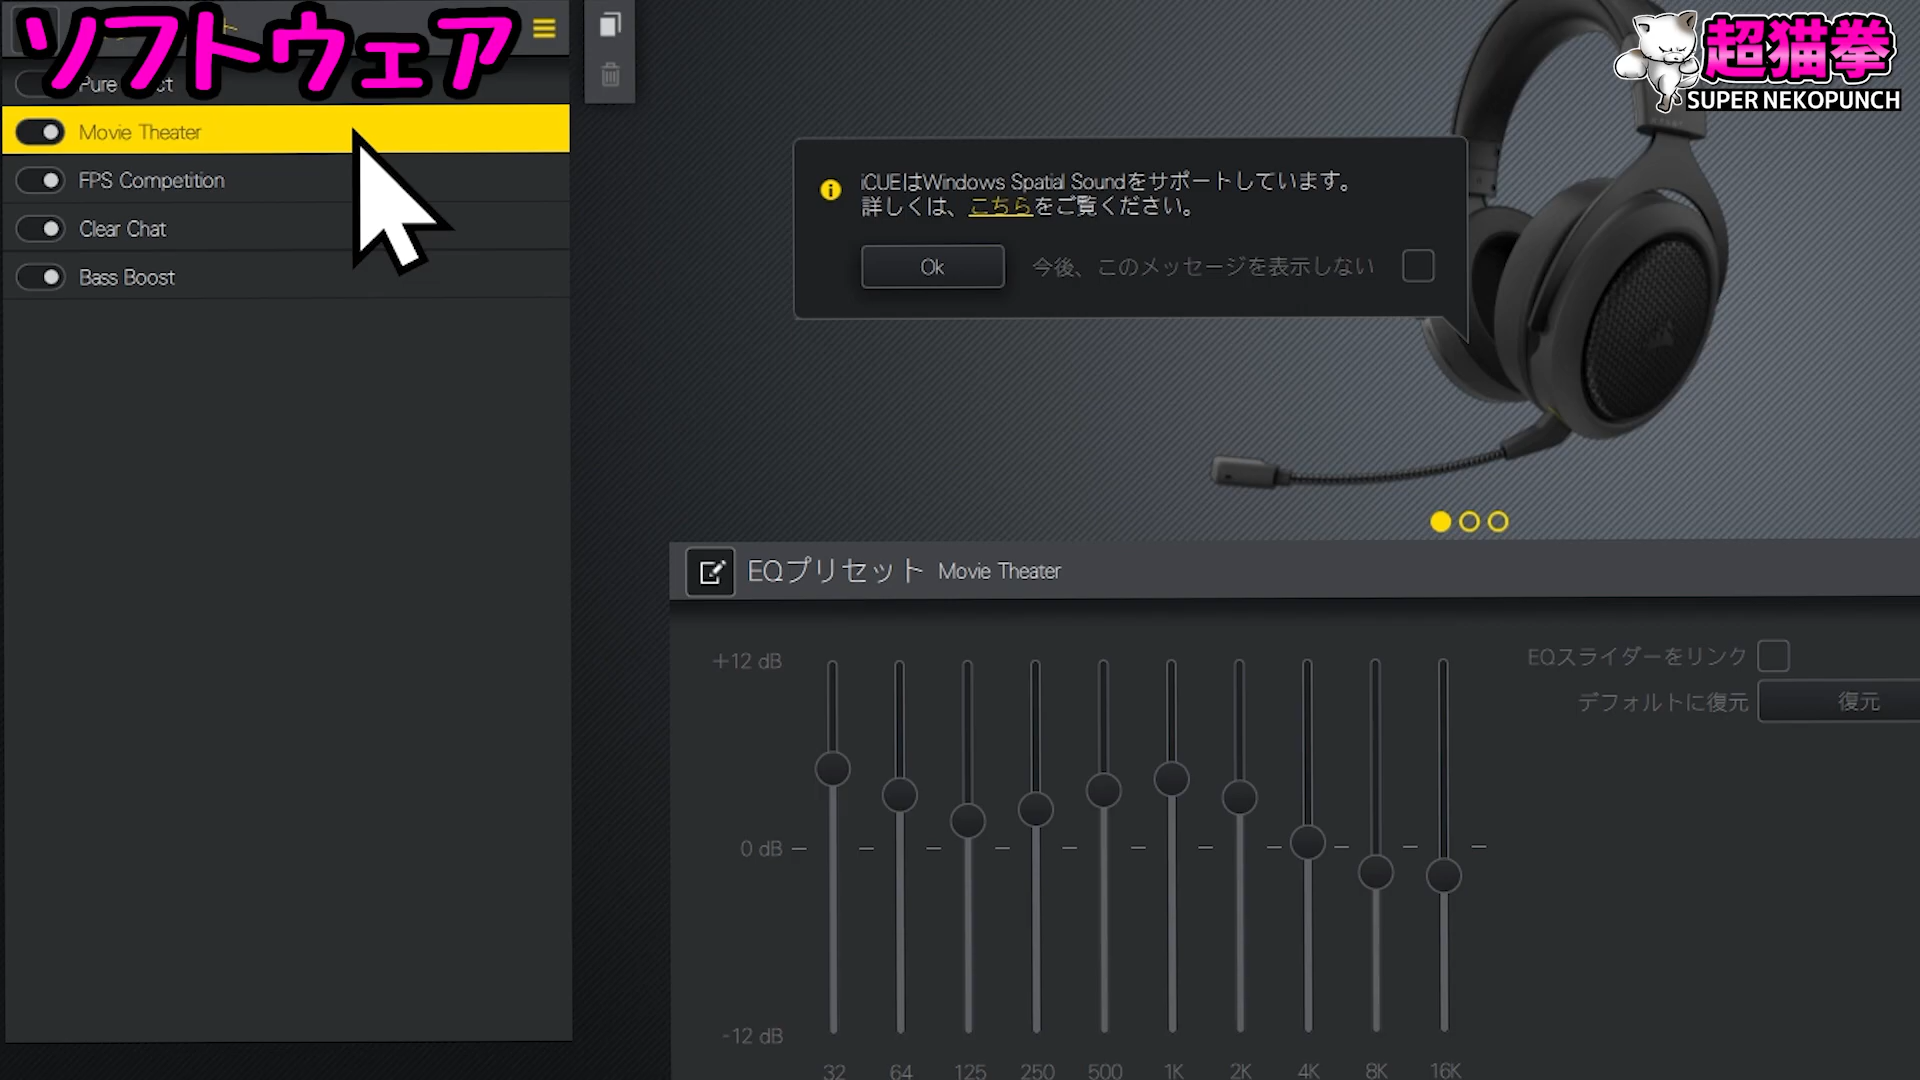 ソフトウェア
Pure
Movie Theater
FPS Competition
Clear Chat
Bass Boost
超猫拳
SUPER NEKOPUNCH
iCUEはWindows Spatial Soundをサポートしています。
詳しくは、こちらをご覧ください。
Ok
今後、このメッセージを表示しない
EQプリセット Movie Theater
+12 dB
0 dB
-12 dB
32 64 125 250 500 1K 2K 4K 8K 16K
EQスライダーをリンク
デフォルトに復元 復元